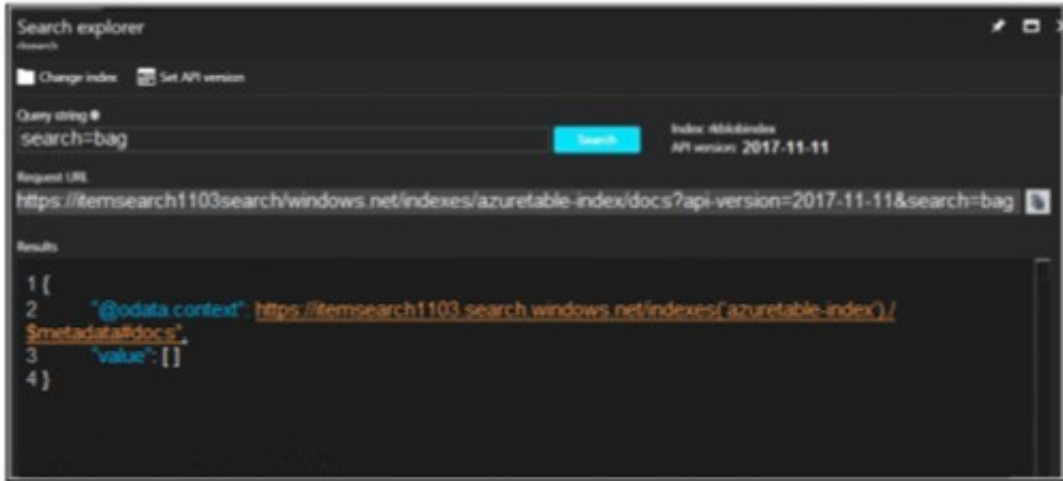 Search explorer
Change index Set API version
Query string
search=bag
Search
Index:
API version: 2017-11-11
Request URL
https://itemsearch1103search/windows.net/indexes/azuretable-index/docs?api-version=2017-11-11&search=bag
Results
1 {
2 "@odata.context": https://itemsearch1103.search.windows.net/indexes('azuretable-index') /
$metadata#docs",
3 "value": [ ]
4 }